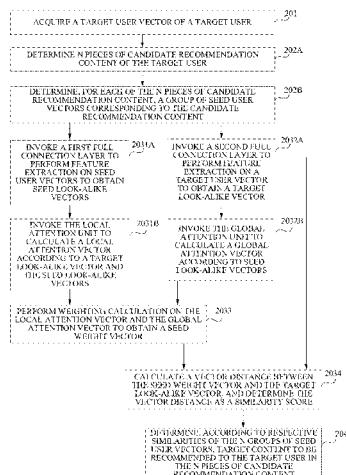 ACQUIRE A TARGET USER VECTOR OF A TARGET USER
201
DETERMINE N PIECES OF CANDIDATE RECOMMENDATION
CONTENT OF THE TARGET USER
202A
DETERMINE, FOR EACH OF THE N PIECES OF CANDIDATE
RECOMMENDATION CONTENT, A GROUP OF SEED USER
VECTORS CORRESPONDING TO THE CANDIDATE
RECOMMENDATION CONTENT
202B
INVOKE A FIRST FULL
CONNECTION LAYER TO
PERFORM FEATURE
EXTRACTION ON SEED
USER VECTORS TO OBTAIN
SEED LOOK-ALIKE
VECTORS
2031A
INVOKE A SECOND FULL
CONNECTION LAYER TO
PERFORM FEATURE
EXTRACTION ON A
TARGET USER VECTOR
TO OBTAIN A TARGET
LOOK-ALIKE VECTOR
2032A
INVOKE THE LOCAL
ATTENTION UNIT TO
CALCULATE A LOCAL
ATTENTION VECTOR
ACCORDING TO A TARGET
LOOK-ALIKE VECTOR AND
THE SEED LOOK-ALIKE
VECTORS
2031B
INVOKE THE GLOBAL
ATTENTION UNIT TO
CALCULATE A GLOBAL
ATTENTION VECTOR
ACCORDING TO SEED
LOOK-ALIKE VECTORS
2032B
PERFORM WEIGHTING CALCULATION ON THE
LOCAL ATTENTION VECTOR AND THE GLOBAL
ATTENTION VECTOR TO OBTAIN A SEED
WEIGHT VECTOR
2033
CALCULATE A VECTOR DISTANCE BETWEEN
THE SEED WEIGHT VECTOR AND THE TARGET
LOOK-ALIKE VECTOR, AND DETERMINE THE
VECTOR DISTANCE AS A SIMILARITY SCORE
2034
DETERMINE ACCORDING TO RESPECTIVE
SIMILARITIES OF THE N GROUPS OF SEED
USER VECTORS, TARGET CONTENT TO BE
RECOMMENDED TO THE TARGET USER IN
THE N PIECES OF CANDIDATE
RECOMMENDATION CONTENT